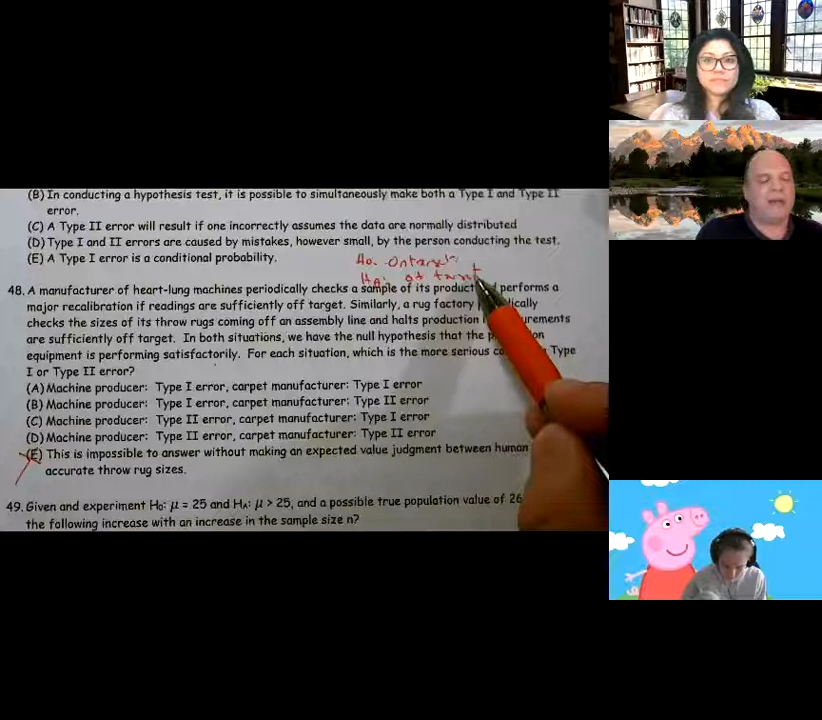 (B) In conducting a hypothesis test, it is possible to simultaneously make both a Type I and Type II
error.
(C) A Type II error will result if one incorrectly assumes the data are normally distributed
(D) Type I and II errors are caused by mistakes, however small, by the person conducting the test.
(E) A Type I error is a conditional probability.
Ho: On target
HA: off target
48. A manufacturer of heart-lung machines periodically checks a sample of its product performs a
major recalibration if readings are sufficiently off target. Similarly, a rug factory
checks the sizes of its throw rugs coming off an assembly line and halts production
are sufficiently off target. In both situations, we have the null hypothesis that the
equipment is performing satisfactorily. For each situation, which is the more serious Type
I or Type II error?
(A) Machine producer: Type I error, carpet manufacturer: Type I error
(B) Machine producer: Type I error, carpet manufacturer: Type II error
(C) Machine producer: Type II error, carpet manufacturer: Type I error
(D) Machine producer: Type II error, carpet manufacturer: Type II error
(E) This is impossible to answer without making an expected value judgment between human
accurate throw rug sizes.
49. Given and experiment H₀: μ = 25 and Hₐ: μ > 25, and a possible true population value of 26
the following increase with an increase in the sample size n?